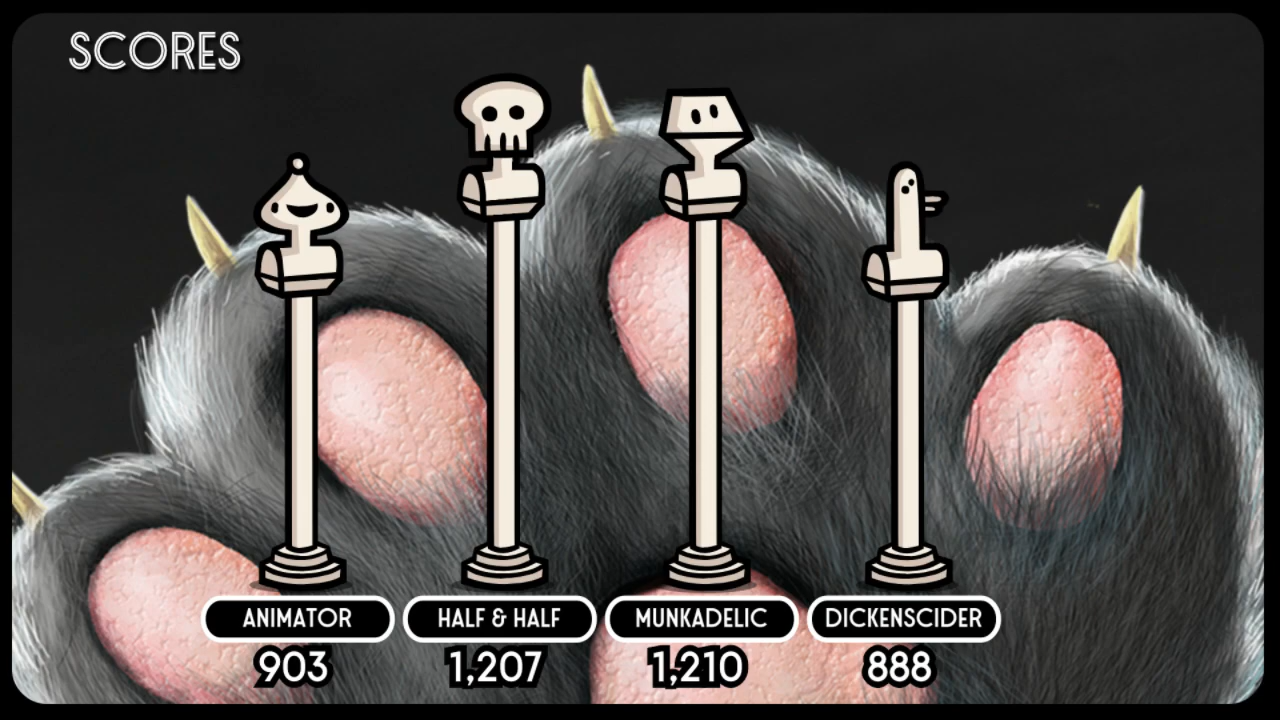 SCORES
ANIMATOR
HALF & HALF
MUNKADELIC
DICKENSCIDER
903
1,207
1,210
888